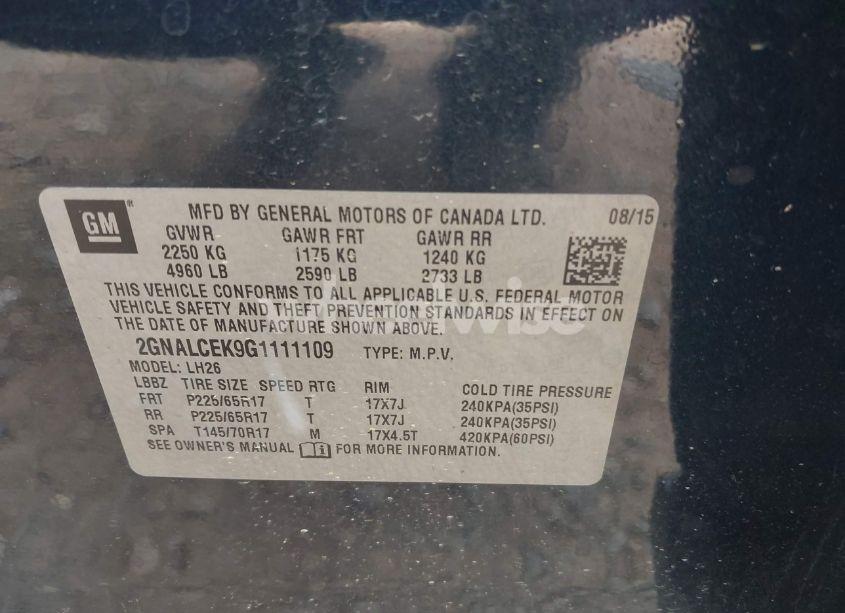 GM
MFD BY GENERAL MOTORS OF CANADA LTD. 08/15
GVWR GAWR FRT GAWR RR
2250 KG 1175 KG 1240 KG
4960 LB 2590 LB 2733 LB
THIS VEHICLE CONFORMS TO ALL APPLICABLE U.S. FEDERAL MOTOR
VEHICLE SAFETY AND THEFT PREVENTION STANDARDS IN EFFECT ON
THE DATE OF MANUFACTURE SHOWN ABOVE.
2GNALCEK9G1111109 TYPE: M.P.V.
MODEL: LH26
LBBZ TIRE SIZE SPEED RTG RIM COLD TIRE PRESSURE
FRT P225/65R17 T 17X7J 240KPA(35PSI)
RR P225/65R17 T 17X7J 240KPA(35PSI)
SPA T145/70R17 M 17X4.5T 420KPA(60PSI)
SEE OWNER'S MANUAL FOR MORE INFORMATION.